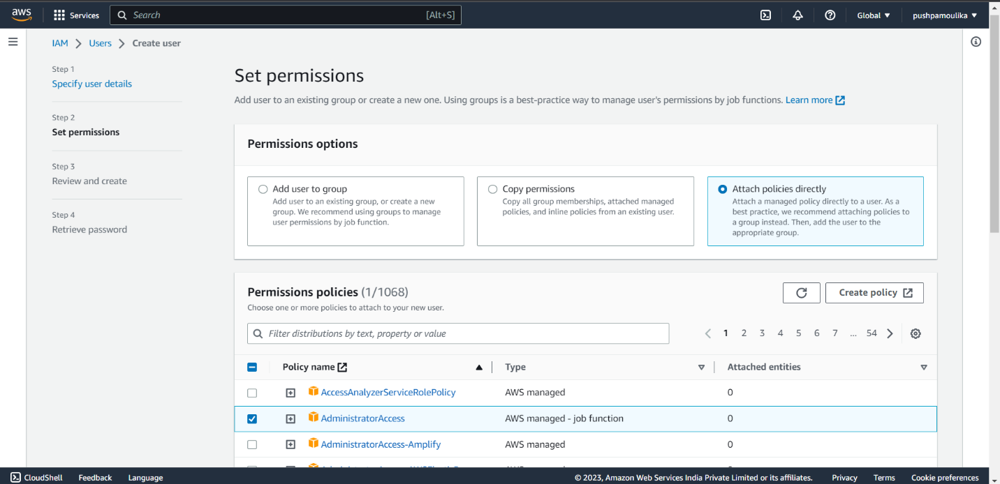 aws
Services
Search
[Alt+S]
Global ▼
pushpamoulika ▼
IAM > Users > Create user
Step 1
Specify user details
Step 2
Set permissions
Step 3
Review and create
Step 4
Retrieve password
Set permissions
Add user to an existing group or create a new one. Using groups is a best-practice way to manage user's permissions by job functions. Learn more
Permissions options
Add user to group
Add user to an existing group, or create a new
group. We recommend using groups to manage
user permissions by job function.
Copy permissions
Copy all group memberships, attached managed
policies, and inline policies from an existing user.
Attach policies directly
Attach a managed policy directly to a user. As a
best practice, we recommend attaching policies to
a group instead. Then, add the user to the
appropriate group.
Permissions policies (1/1068)
Choose one or more policies to attach to your new user.
Create policy
Filter distributions by text, property or value
1 2 3 4 5 6 7 ... 54
Policy name
Type
Attached entities
AccessAnalyzerServiceRolePolicy
AWS managed
0
AdministratorAccess
AWS managed - job function
0
AdministratorAccess-Amplify
AWS managed
0
CloudShell
Feedback
Language
© 2023, Amazon Web Services India Private Limited or its affiliates.
Privacy
Terms
Cookie preferences